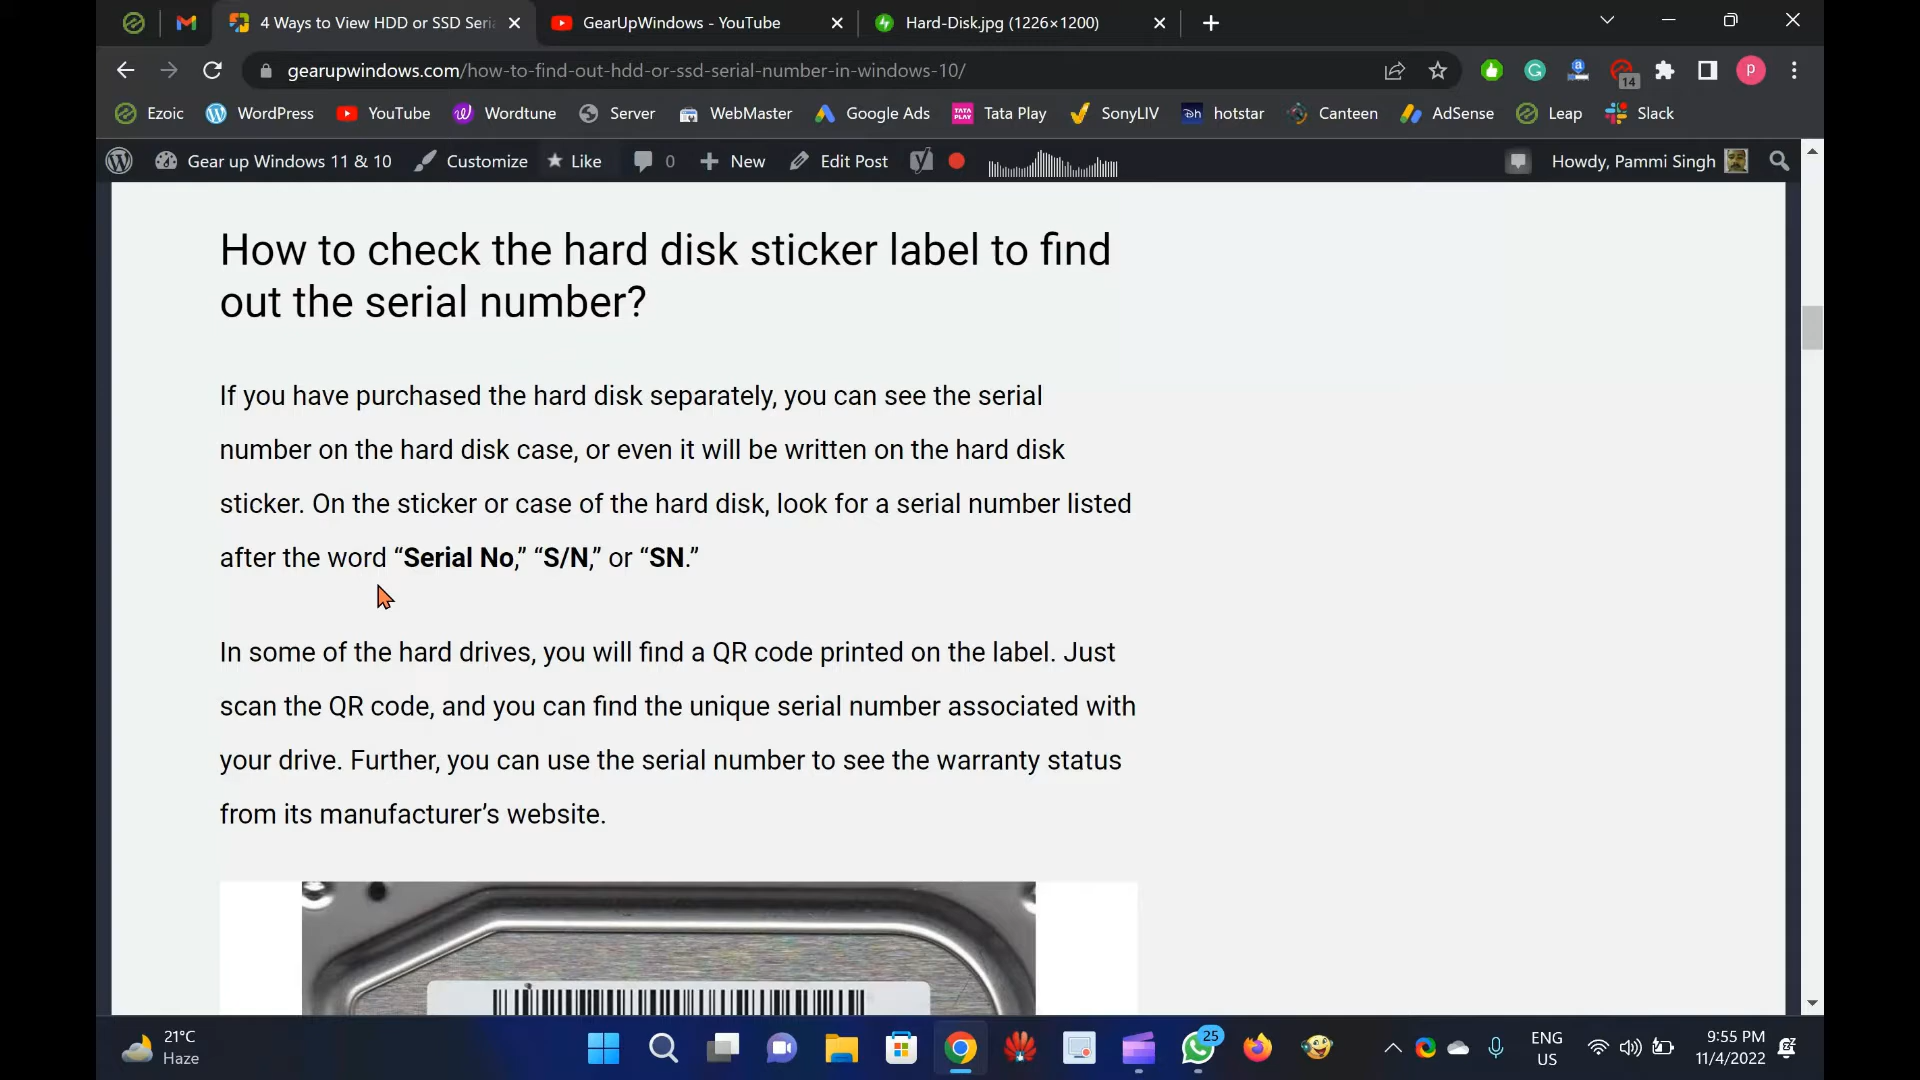 4 Ways to View HDD or SSD Seri
GearUpWindows - YouTube
Hard-Disk.jpg (1226×1200)
gearupwindows.com/how-to-find-out-hdd-or-ssd-serial-number-in-windows-10/
14
P
Ezoic
WordPress
YouTube
Wordtune
Server
WebMaster
Google Ads
TATA PLAY
Tata Play
SonyLIV
hotstar
Canteen
AdSense
Leap
Slack
Gear up Windows 11 & 10
Customize
Like
0
New
Edit Post
Howdy, Pammi Singh
How to check the hard disk sticker label to find
out the serial number?
If you have purchased the hard disk separately, you can see the serial
number on the hard disk case, or even it will be written on the hard disk
sticker. On the sticker or case of the hard disk, look for a serial number listed
after the word “Serial No,” “S/N,” or “SN.”
In some of the hard drives, you will find a QR code printed on the label. Just
scan the QR code, and you can find the unique serial number associated with
your drive. Further, you can use the serial number to see the warranty status
from its manufacturer’s website.
21°C
Haze
25
ENG
US
9:55 PM
11/4/2022